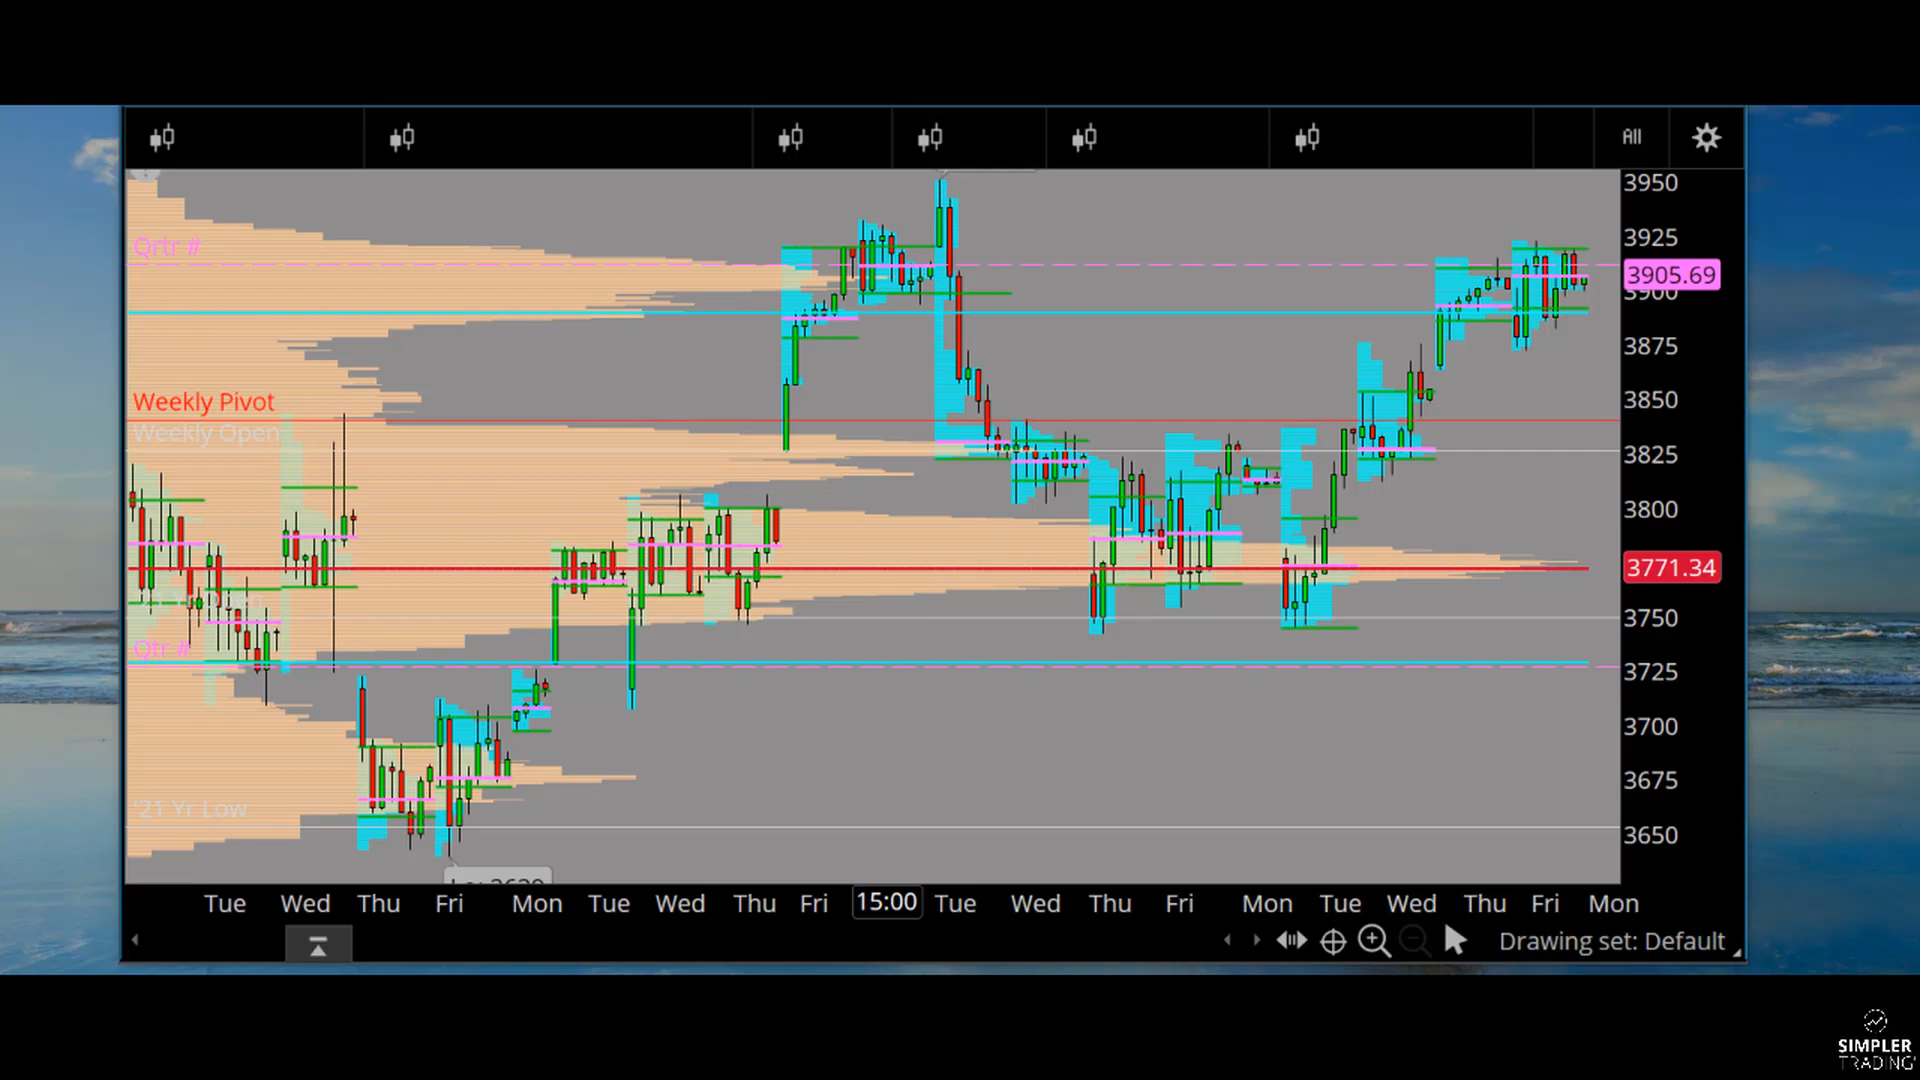 All
3950
Qrtr #
3925
3905.69
3900
3875
Weekly Pivot
3850
Weekly Open
3825
3800
3771.34
3750
Qtr #
3725
3700
3675
'21 Yr Low
3650
Tue Wed Thu Fri Mon Tue Wed Thu Fri 15:00 Tue Wed Thu Fri Mon Tue Wed Thu Fri Mon
Drawing set: Default
SIMPLER
TRADING